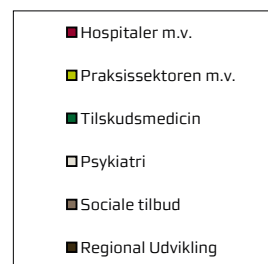 Hospitaler m.v.
Praksissektoren m.v.
Tilskudsmedicin
Psykiatri
Sociale tilbud
Regional Udvikling